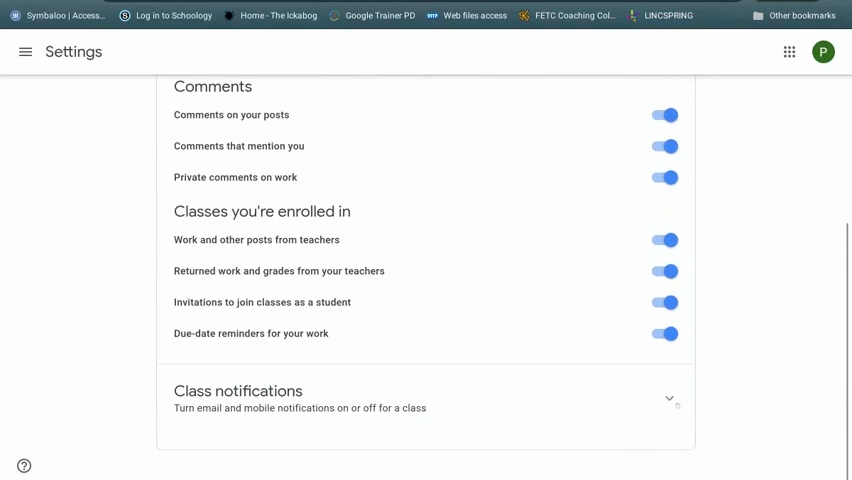 Symbaloo | Access...
Log in to Schoology
Home - The Ickabog
Google Trainer PD
Web files access
FETC Coaching Col...
LINCSPRING
Other bookmarks
Settings
P
Comments
Comments on your posts
Comments that mention you
Private comments on work
Classes you're enrolled in
Work and other posts from teachers
Returned work and grades from your teachers
Invitations to join classes as a student
Due-date reminders for your work
Class notifications
Turn email and mobile notifications on or off for a class